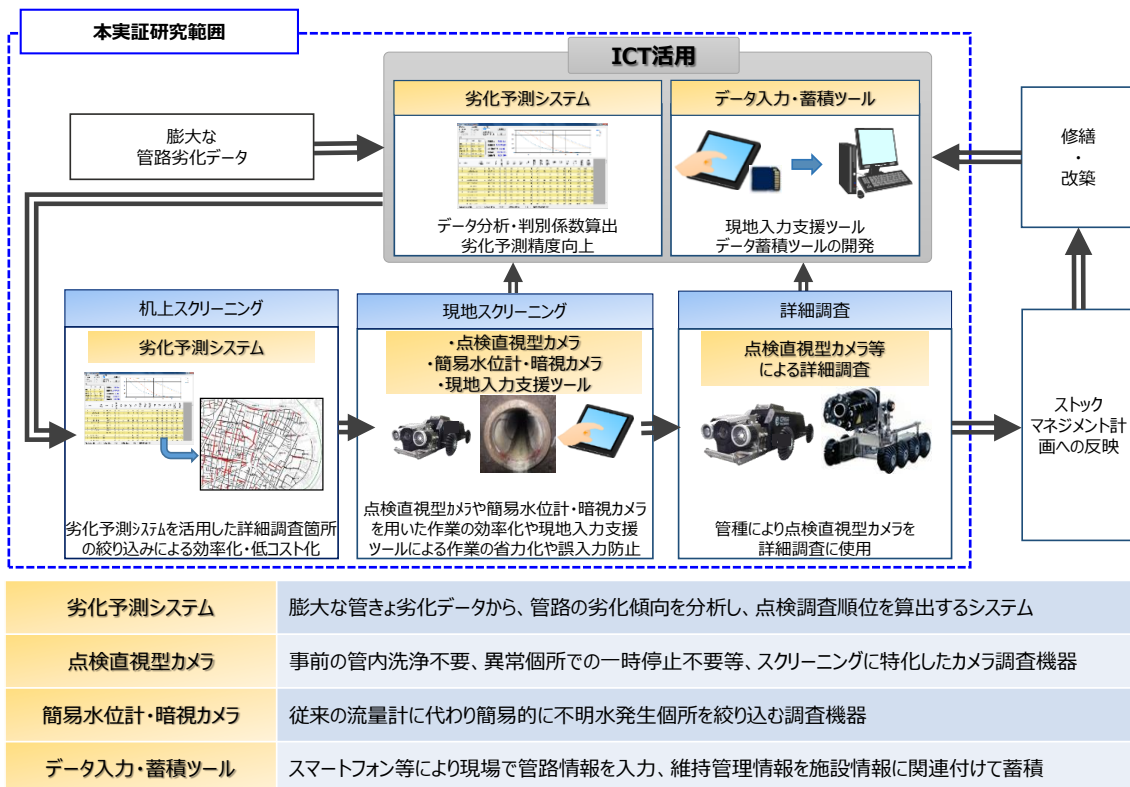 本実証研究範囲
ICT活用
劣化予測システム
データ入力・蓄積ツール
膨大な
管路劣化データ
修繕
・
改築
データ分析・判別係数算出
劣化予測精度向上
現地入力支援ツール
データ蓄積ツールの開発
机上スクリーニング
劣化予測システム
劣化予測システムを活用した詳細調査箇所
の絞り込みによる効率化・低コスト化
現地スクリーニング
・点検直視型カメラ
・簡易水位計・暗視カメラ
・現地入力支援ツール
点検直視型カメラや簡易水位計・暗視カメラ
を用いた作業の効率化や現地入力支援
ツールによる作業の省力化や誤入力防止
詳細調査
点検直視型カメラ等
による詳細調査
管種により点検直視型カメラを
詳細調査に使用
ストック
マネジメント計
画への反映
劣化予測システム
膨大な管きょ劣化データから、管路の劣化傾向を分析し、点検調査順位を算出するシステム
点検直視型カメラ
事前の管内洗浄不要、異常個所での一時停止不要等、スクリーニングに特化したカメラ調査機器
簡易水位計・暗視カメラ
従来の流量計に代わり簡易的に不明水発生個所を絞り込む調査機器
データ入力・蓄積ツール
スマートフォン等により現場で管路情報を入力、維持管理情報を施設情報に関連付けて蓄積